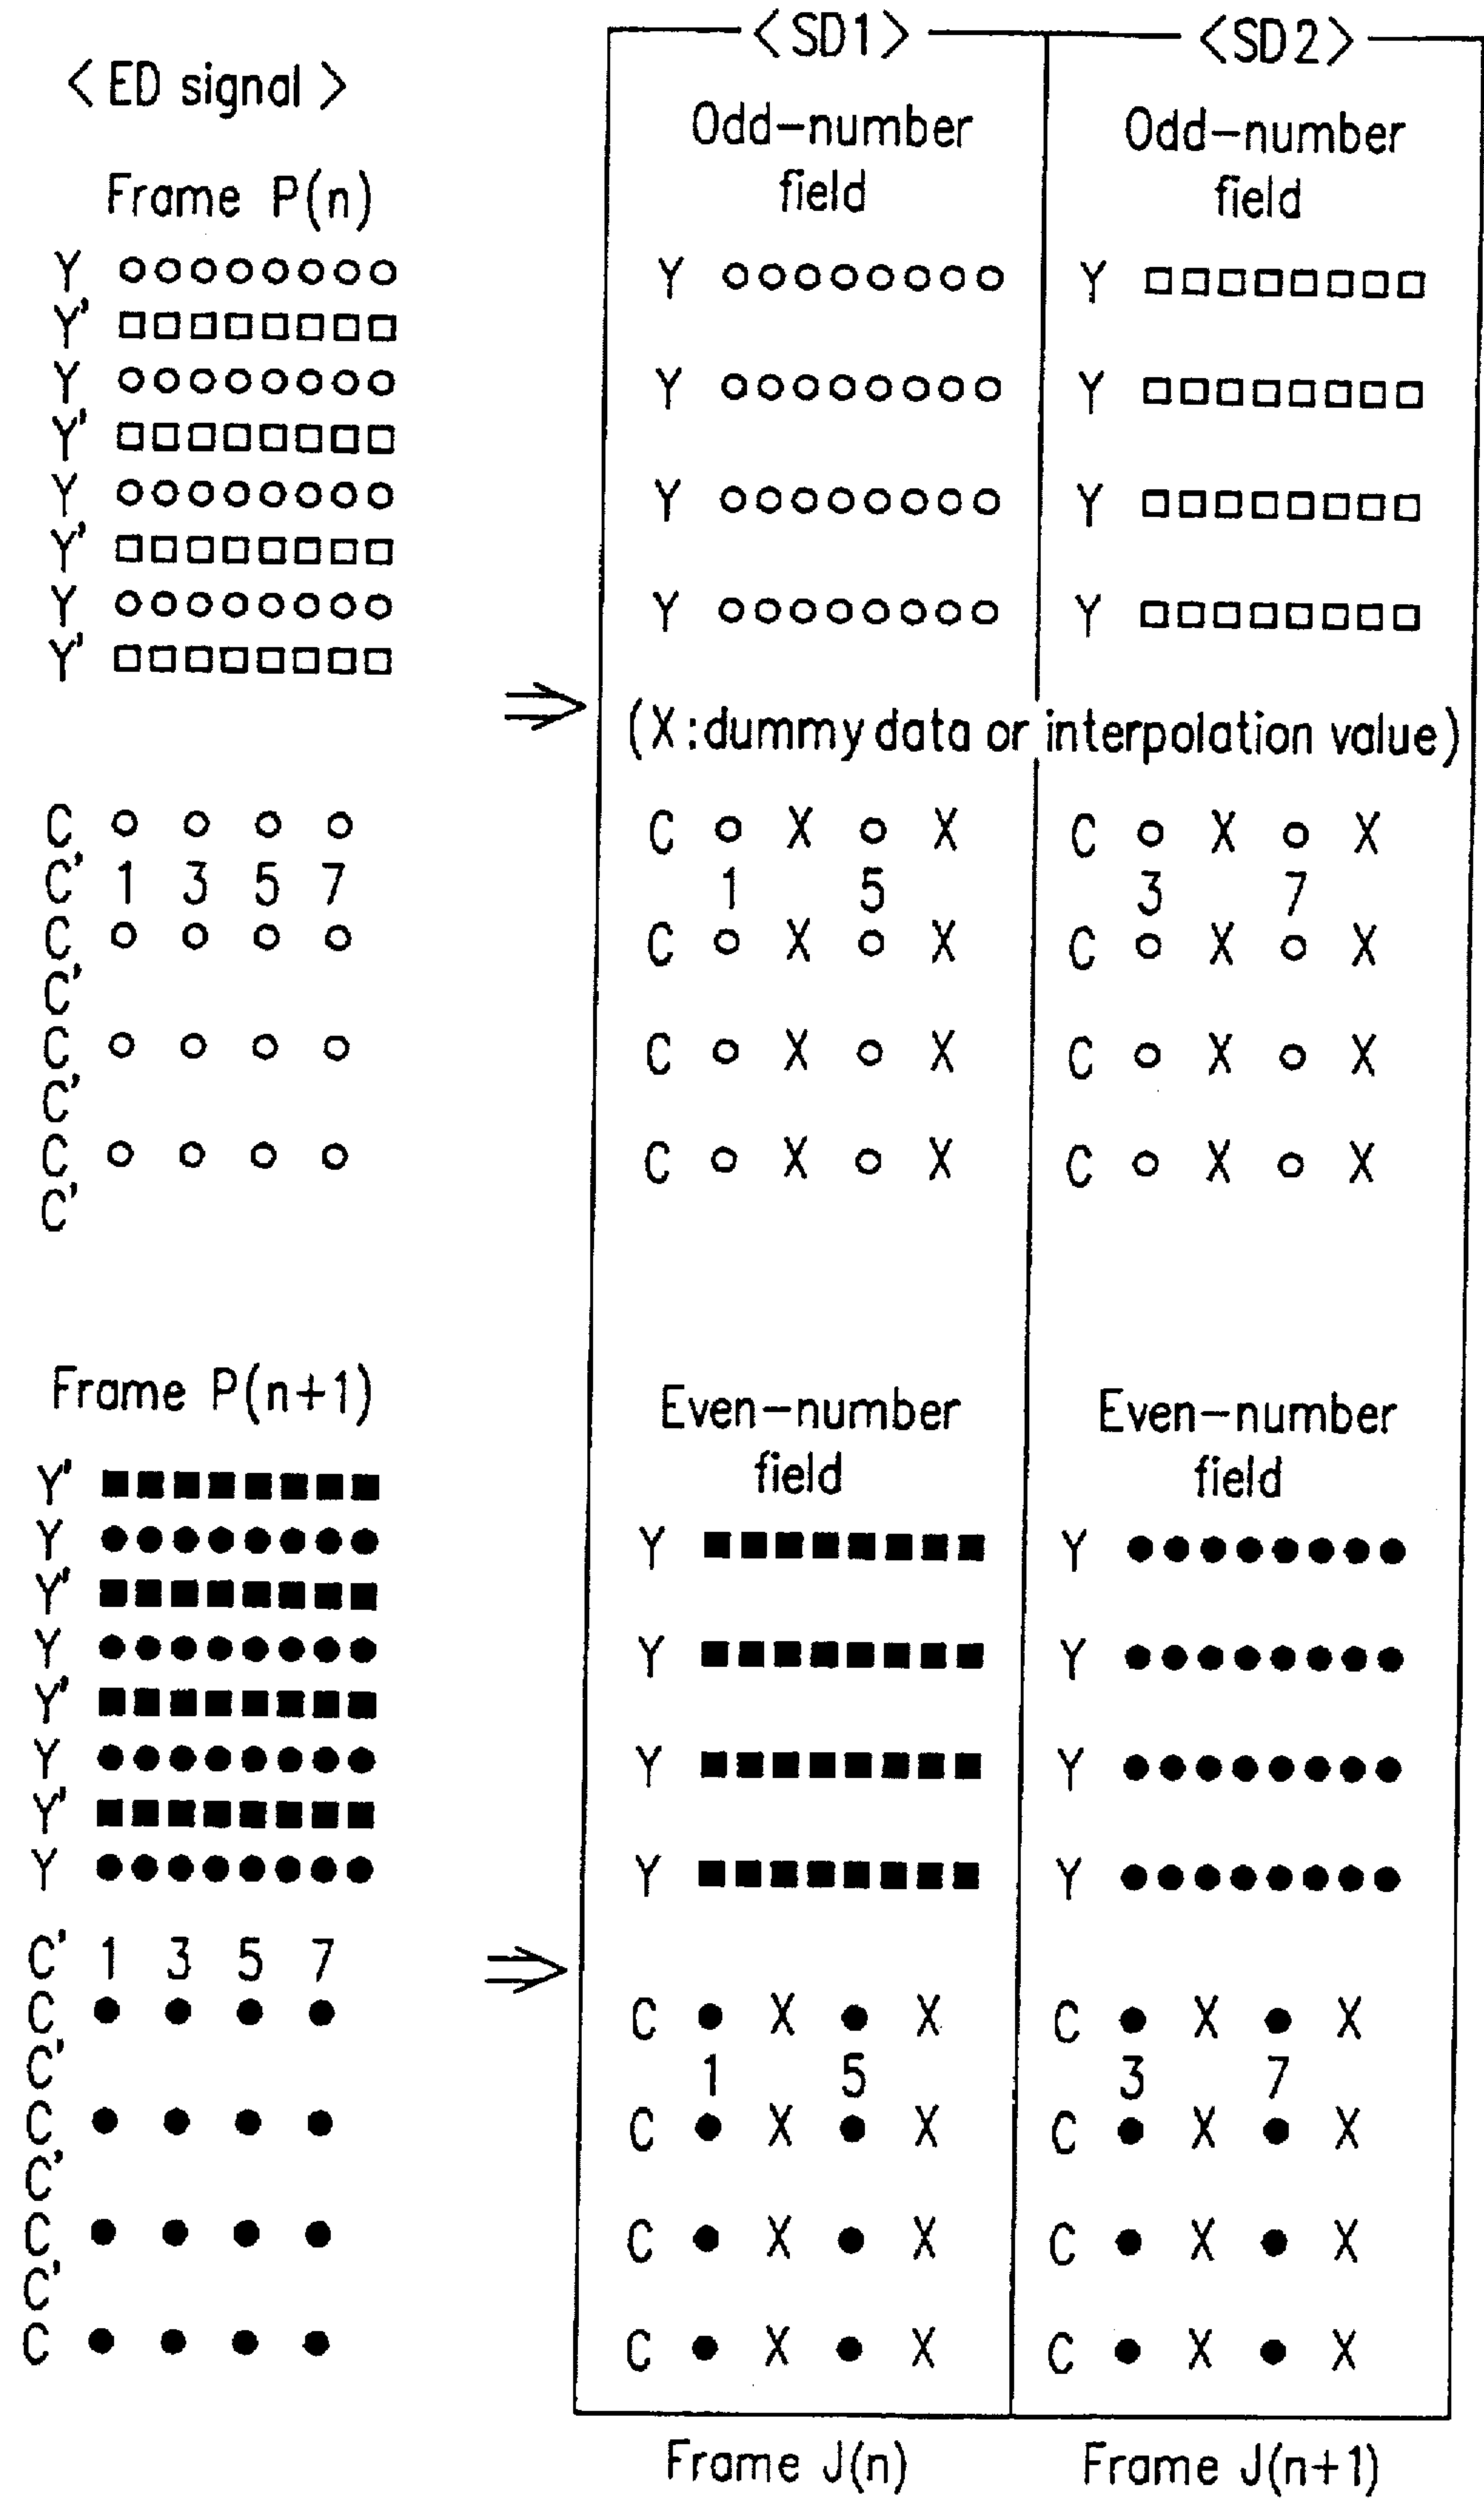 <ED signal>
Frame P(n)
Y
Y'
Y
Y'
Y
Y'
Y
Y'
C
C' 1 3 5 7
C
C'
C
C'
C
C'
Frame P(n+1)
Y'
Y
Y'
Y
Y'
Y
Y'
Y
C' 1 3 5 7
C
C'
C
C'
C
C'
C
<SD1>
Odd-number
field
Y
Y
Y
Y
<SD2>
Odd-number
field
Y
Y
Y
Y
(X:dummy data or interpolation value)
C X X
1 5
C X X
C X X
C X X
C X X
3 7
C X X
C X X
C X X
Even-number
field
Y
Y
Y
Y
C X X
1 5
C X X
C X X
C X X
Frame J(n)
Even-number
field
Y
Y
Y
Y
C X X
3 7
C X X
C X X
C X X
Frame J(n+1)